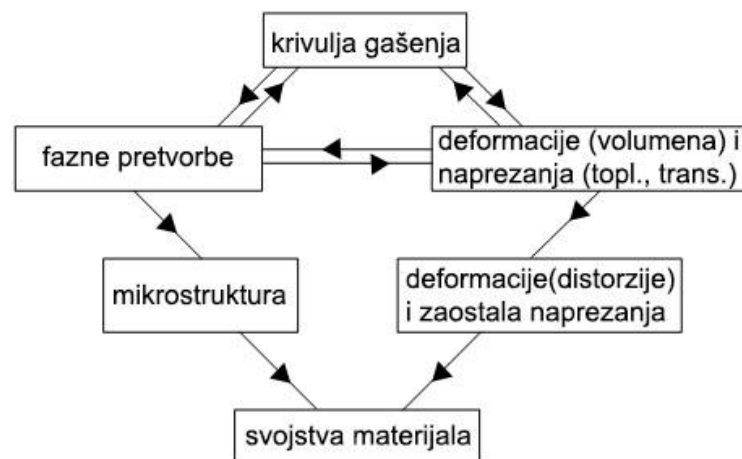 krivulja gašenja
fazne pretvorbe
deformacije (volumena) i
naprezanja (topl., trans.)
mikrostruktura
deformacije(distorzije)
i zaostala naprezanja
svojstva materijala